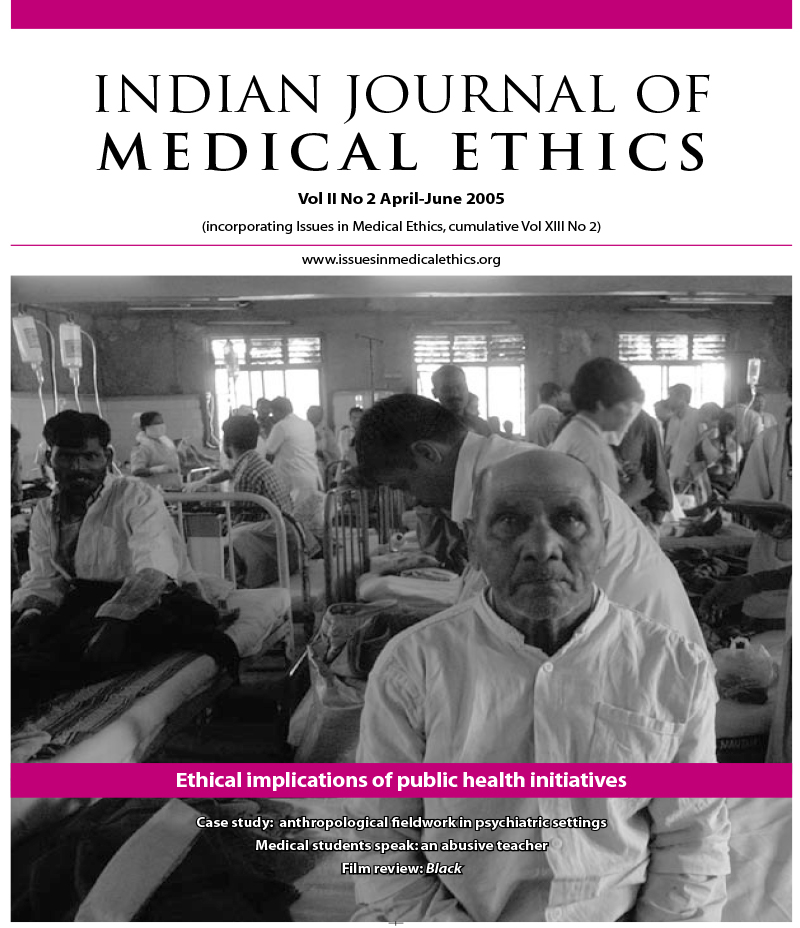 INDIAN JOURNAL OF
MEDICAL ETHICS
Vol II No 2 April-June 2005
(incorporating Issues in Medical Ethics, cumulative Vol XIII No 2)
www.issuesinmedicalethics.org
Ethical implications of public health initiatives
Case study: anthropological fieldwork in psychiatric settings
Medical students speak: an abusive teacher
Film review: Black